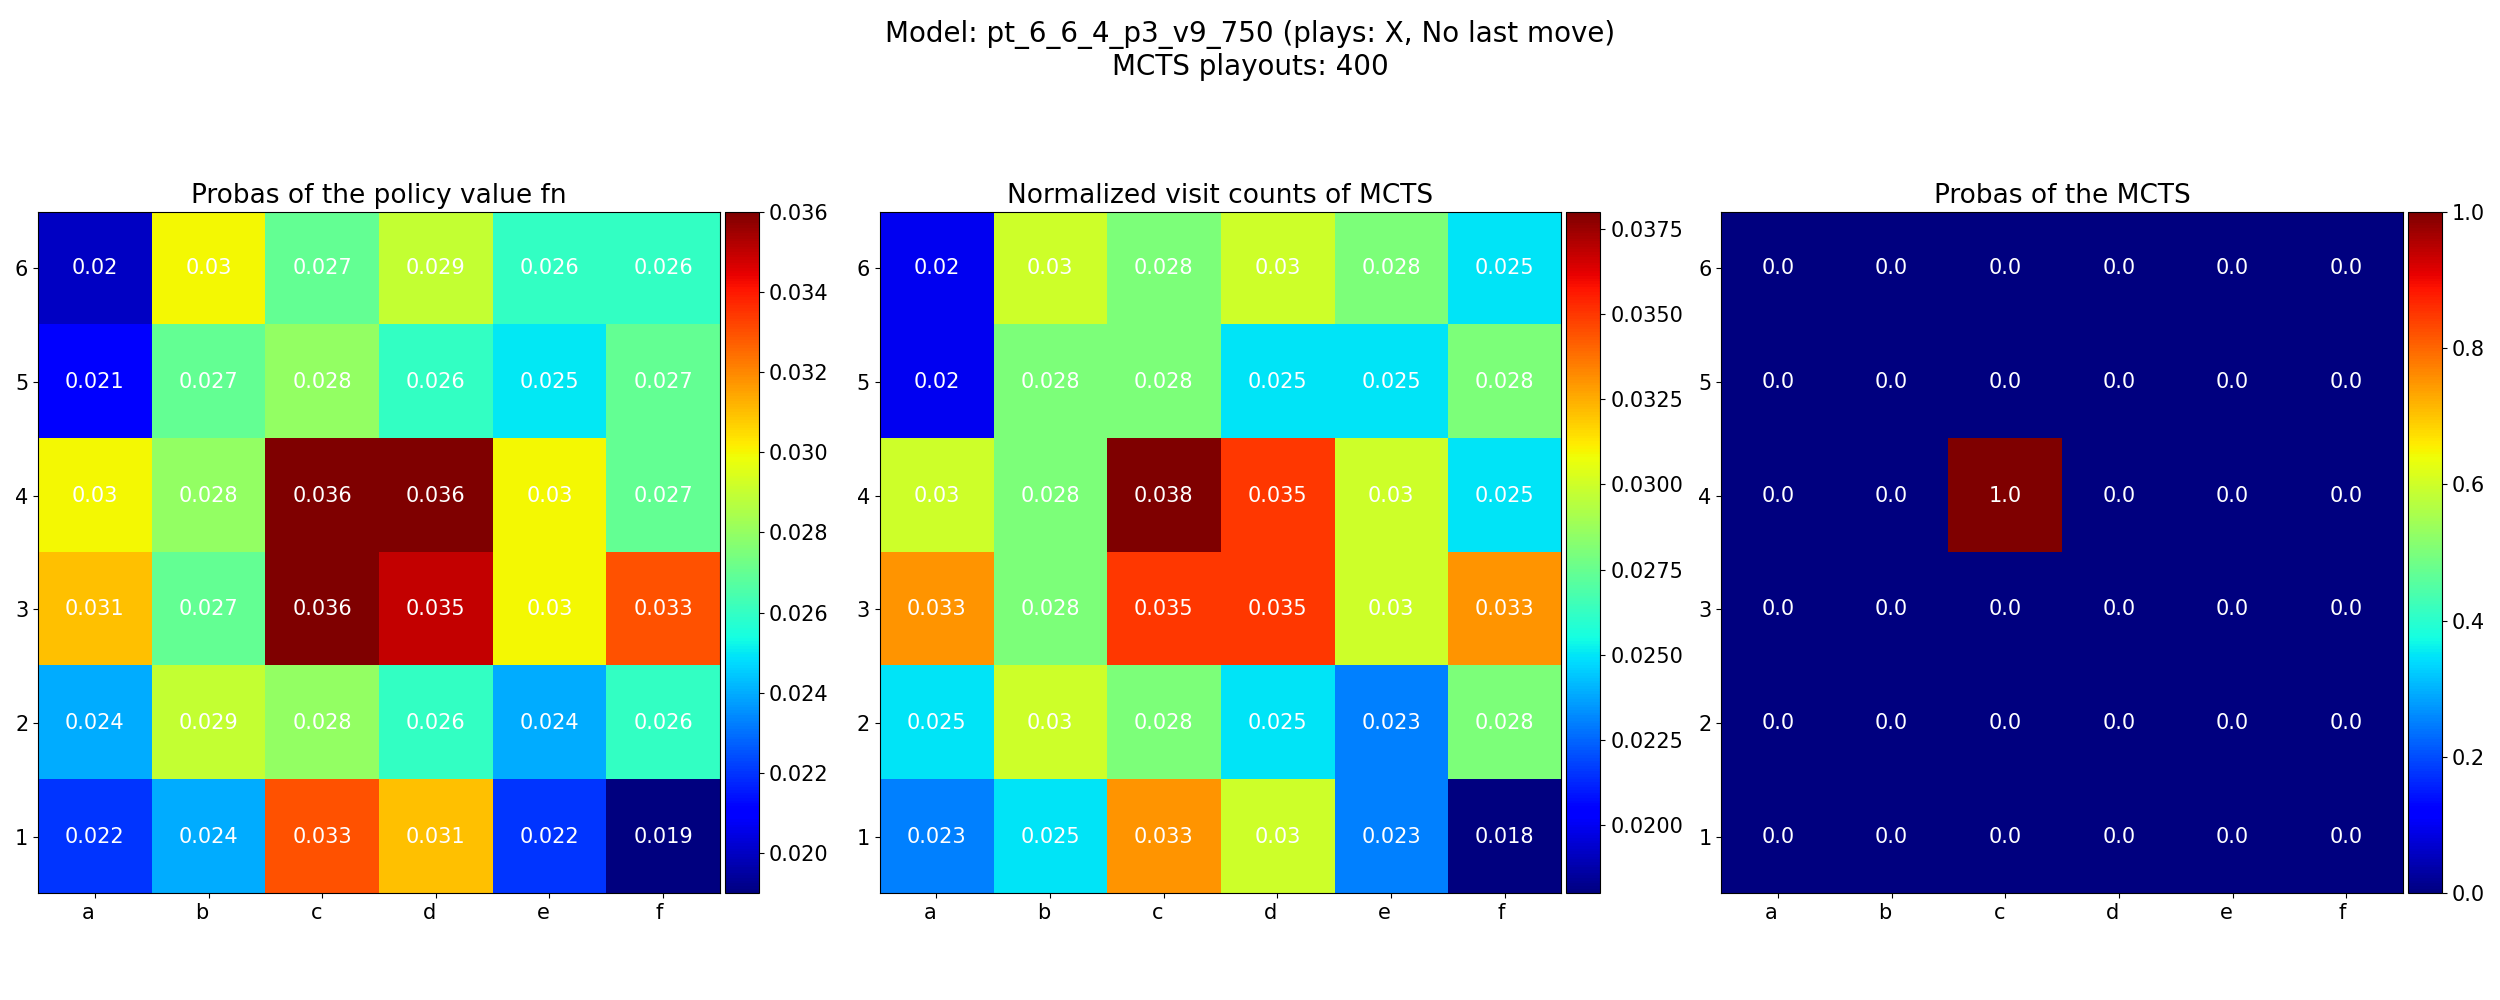 Model: pt_6_6_4_p3_v9_750 (plays: X, No last move)
MCTS playouts: 400
Probas of the policy value fn
6 0.02 0.03 0.027 0.029 0.026 0.026
5 0.021 0.027 0.028 0.026 0.025 0.027
4 0.03 0.028 0.036 0.036 0.03 0.027
3 0.031 0.027 0.036 0.035 0.03 0.033
2 0.024 0.029 0.028 0.026 0.024 0.026
1 0.022 0.024 0.033 0.031 0.022 0.019
a b c d e f
0.036
0.034
0.032
0.030
0.028
0.026
0.024
0.022
0.020
Normalized visit counts of MCTS
6 0.02 0.03 0.028 0.03 0.028 0.025
5 0.02 0.028 0.028 0.025 0.025 0.028
4 0.03 0.028 0.038 0.035 0.03 0.025
3 0.033 0.028 0.035 0.035 0.03 0.033
2 0.025 0.03 0.028 0.025 0.023 0.028
1 0.023 0.025 0.033 0.03 0.023 0.018
a b c d e f
0.0375
0.0350
0.0325
0.0300
0.0275
0.0250
0.0225
0.0200
Probas of the MCTS
6 0.0 0.0 0.0 0.0 0.0 0.0
5 0.0 0.0 0.0 0.0 0.0 0.0
4 0.0 0.0 1.0 0.0 0.0 0.0
3 0.0 0.0 0.0 0.0 0.0 0.0
2 0.0 0.0 0.0 0.0 0.0 0.0
1 0.0 0.0 0.0 0.0 0.0 0.0
a b c d e f
1.0
0.8
0.6
0.4
0.2
0.0